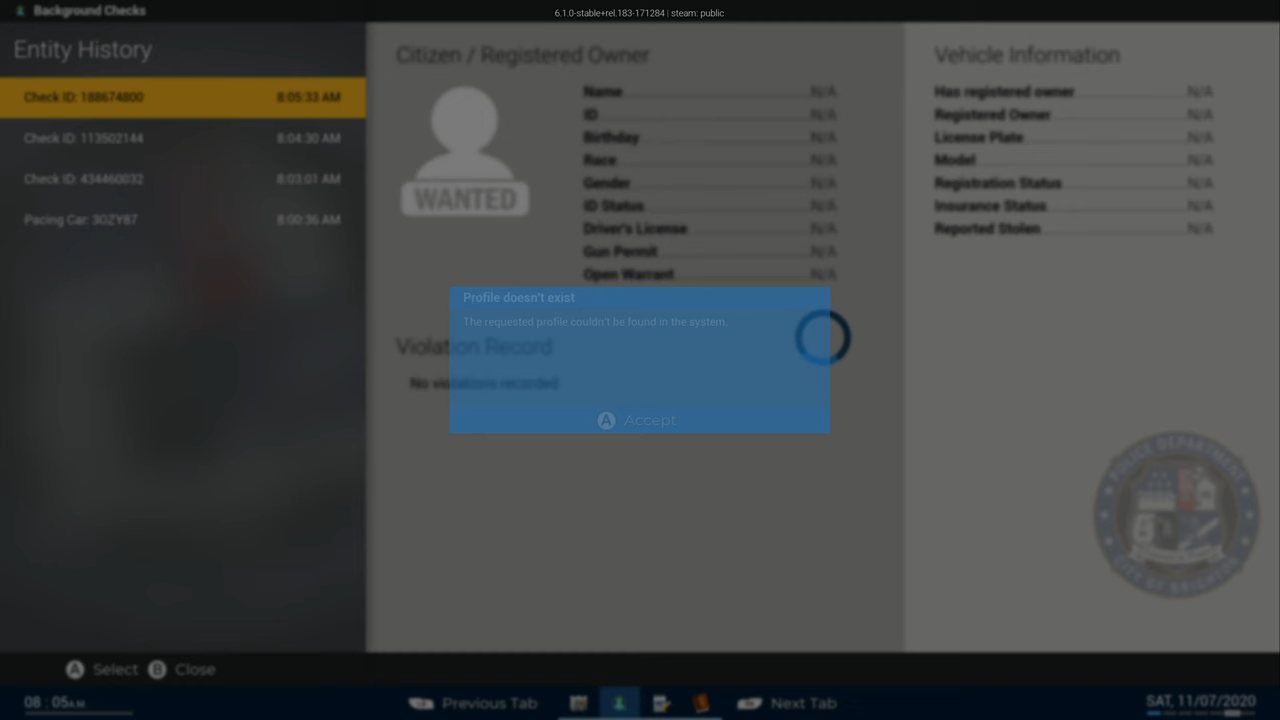 Background Checks
6.1.0-stable+rel.183-171284 | steam: public
Entity History
Check ID: 188674800 8:05:33 AM
Check ID: 113502144 8:04:30 AM
Check ID: 434460032 8:03:01 AM
Pacing Car: 3OZY87 8:00:36 AM
Citizen / Registered Owner
WANTED
Name N/A
ID N/A
Birthday N/A
Race N/A
Gender N/A
ID Status N/A
Driver's License N/A
Gun Permit N/A
Open Warrant N/A
Vehicle Information
Has registered owner N/A
Registered Owner N/A
License Plate N/A
Model N/A
Registration Status N/A
Insurance Status N/A
Reported Stolen N/A
Profile doesn't exist
The requested profile couldn't be found in the system.
Violation Record
No violations recorded
A Accept
POLICE DEPARTMENT
CITY OF BRIGHTON
A Select B Close
08 : 05 A.M.
Previous Tab
Next Tab
SAT, 11/07/2020